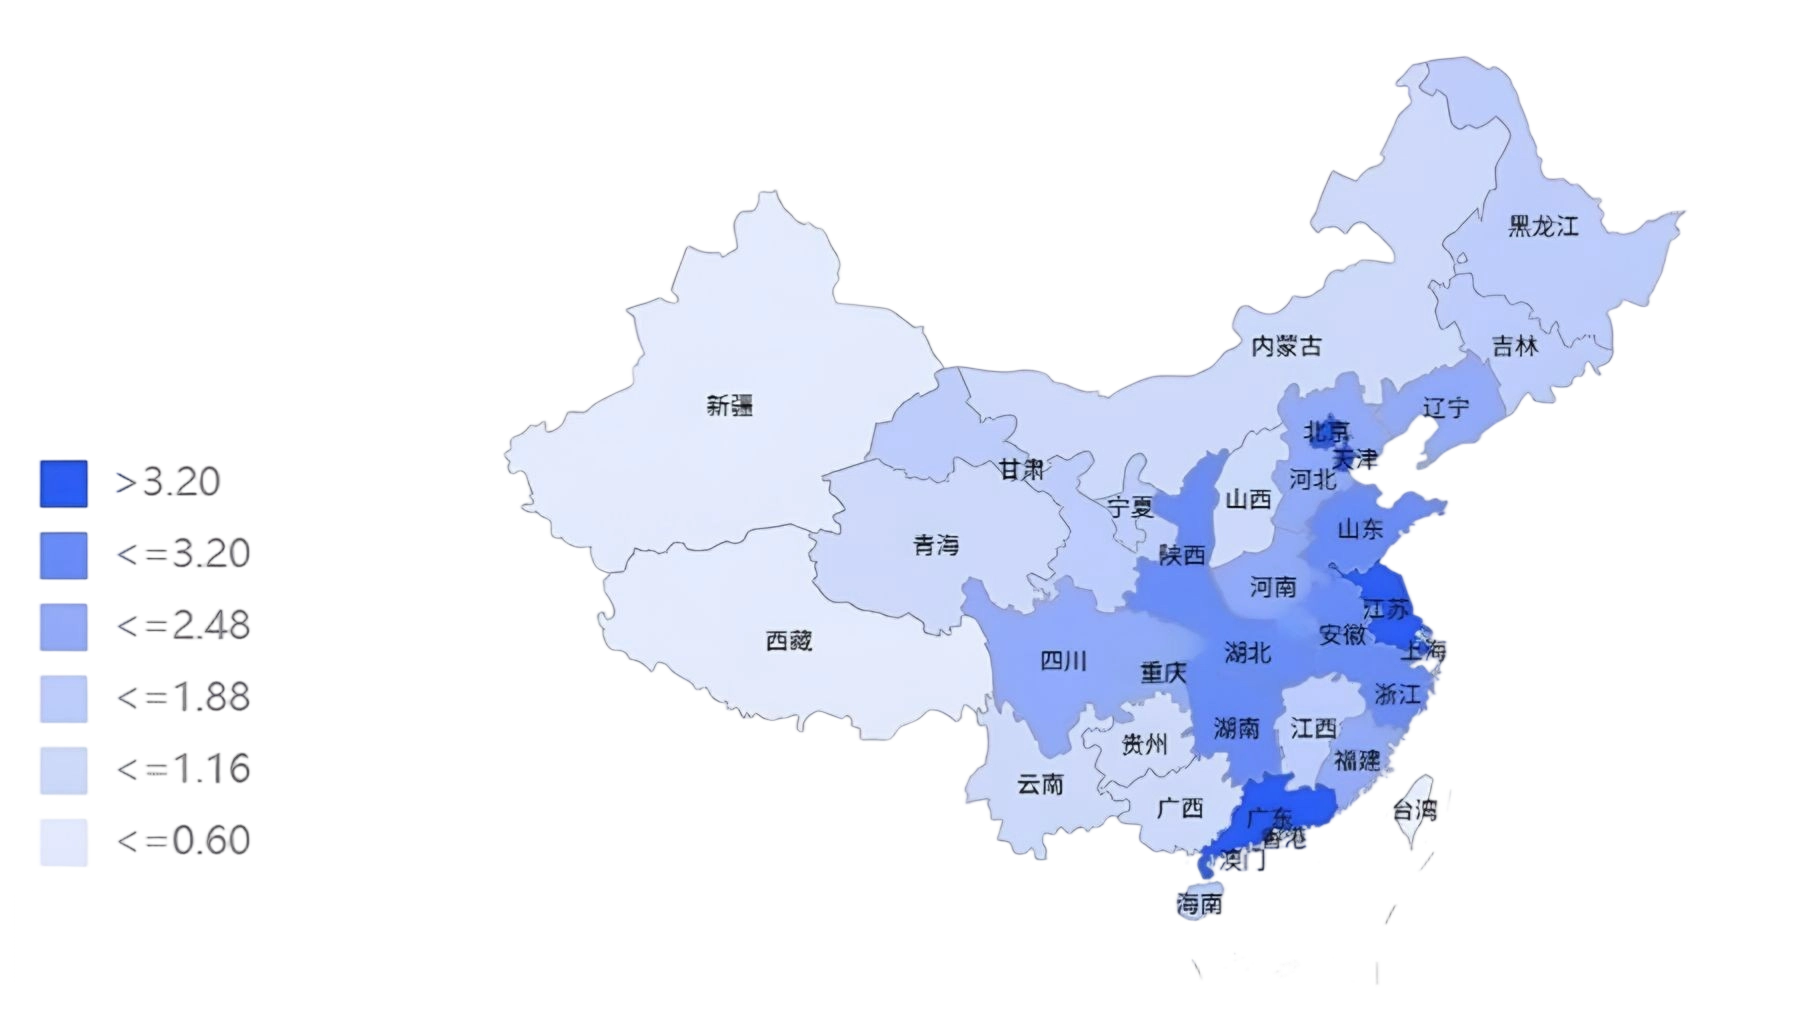 >3.20
<=3.20
<=2.48
<=1.88
<=1.16
<=0.60
黑龙江
内蒙古
吉林
新疆
辽宁
北京
天津
甘肃
河北
山西
宁夏
山东
青海
陕西
河南
江苏
西藏
安徽
上海
四川
湖北
重庆
浙江
湖南
江西
贵州
福建
云南
广西
台湾
广东
香港
澳门
海南